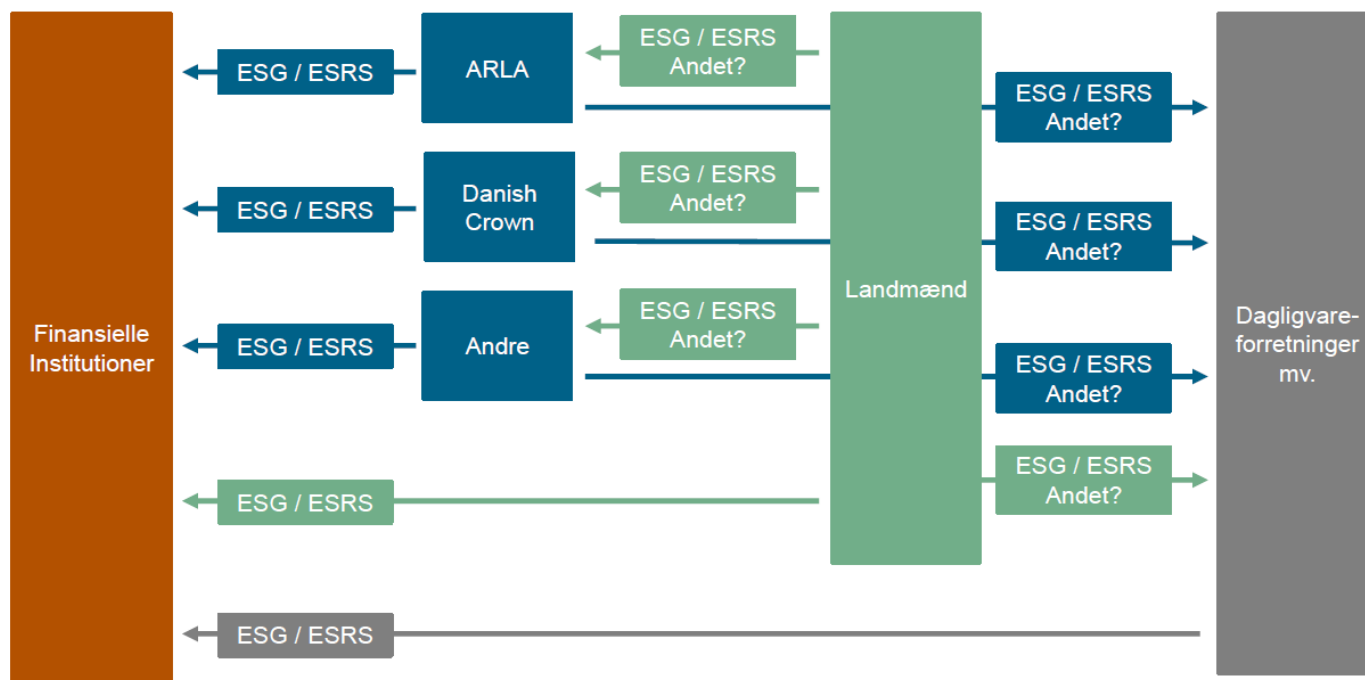 ESG / ESRS
ARLA
ESG / ESRS
Andet?
ESG / ESRS
Andet?
ESG / ESRS
Danish
Crown
ESG / ESRS
Andet?
ESG / ESRS
Andet?
Finansielle
Institutioner
ESG / ESRS
Andre
ESG / ESRS
Andet?
Landmænd
ESG / ESRS
Andet?
Dagligvare-
forretninger
mv.
ESG / ESRS
ESG / ESRS
Andet?
ESG / ESRS